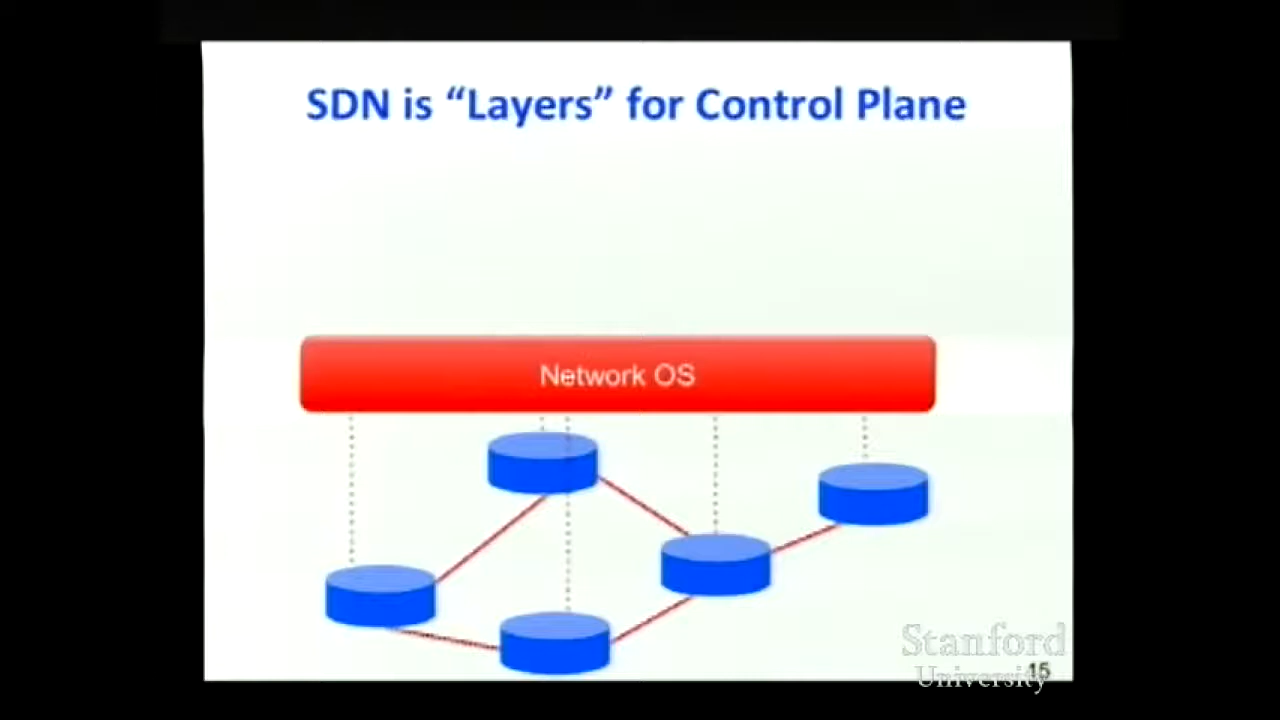 SDN is “Layers” for Control Plane
Network OS
Stanford
University
15